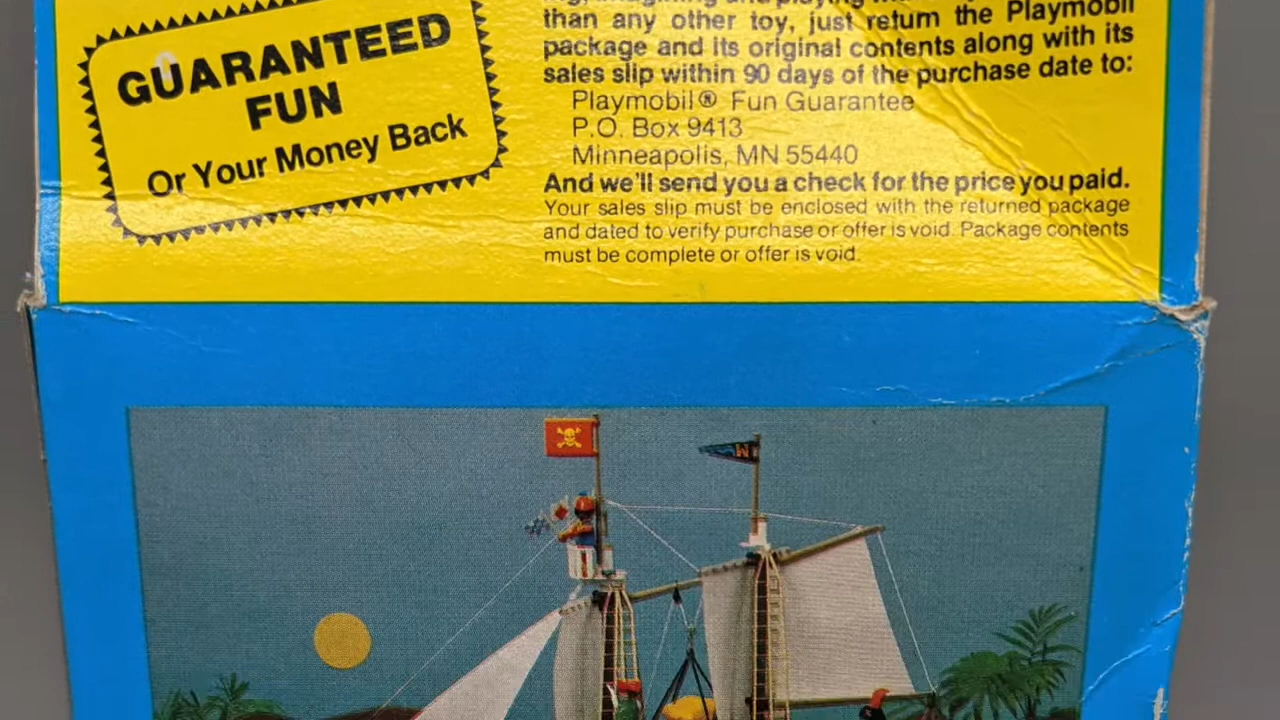 GUARANTEED
FUN
Or Your Money Back
than any other toy, just return the Playmobil
package and its original contents along with its
sales slip within 90 days of the purchase date to:
Playmobil® Fun Guarantee
P.O. Box 9413
Minneapolis, MN 55440
And we'll send you a check for the price you paid.
Your sales slip must be enclosed with the returned package
and dated to verify purchase or offer is void. Package contents
must be complete or offer is void.